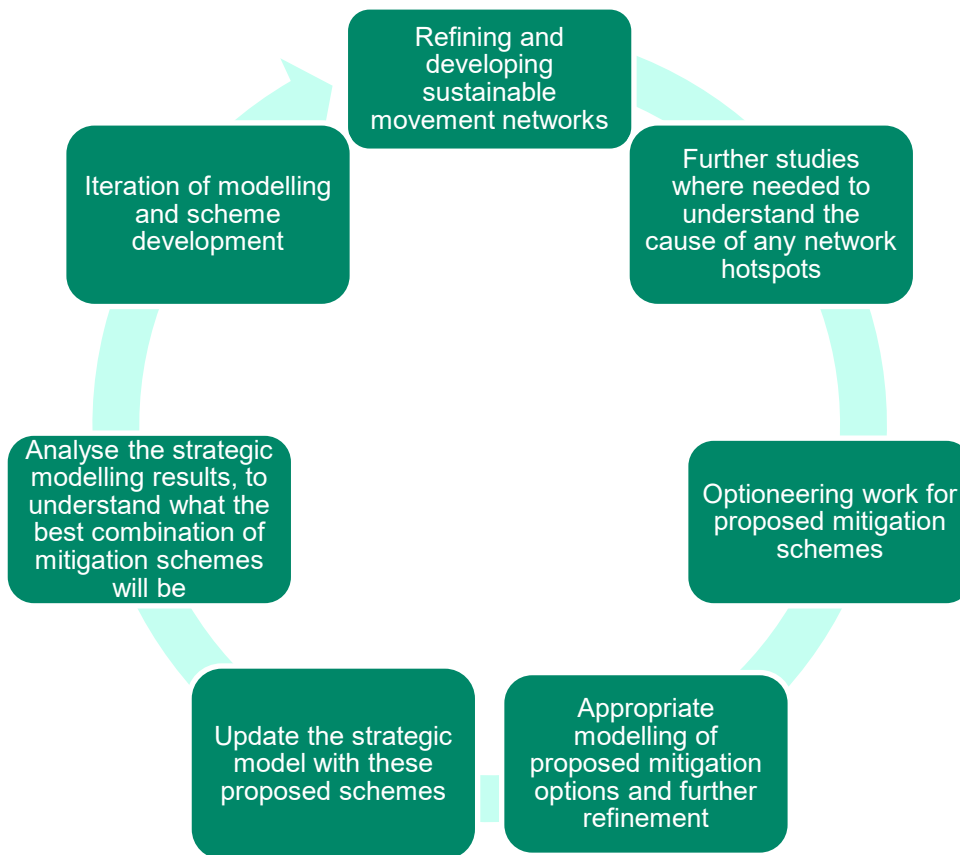 Refining and
developing
sustainable
movement networks
Further studies
where needed to
understand the
cause of any network
hotspots
Optioneering work for
proposed mitigation
schemes
Appropriate
modelling of
proposed mitigation
options and further
refinement
Update the strategic
model with these
proposed schemes
Analyse the strategic
modelling results, to
understand what the
best combination of
mitigation schemes
will be
Iteration of modelling
and scheme
development